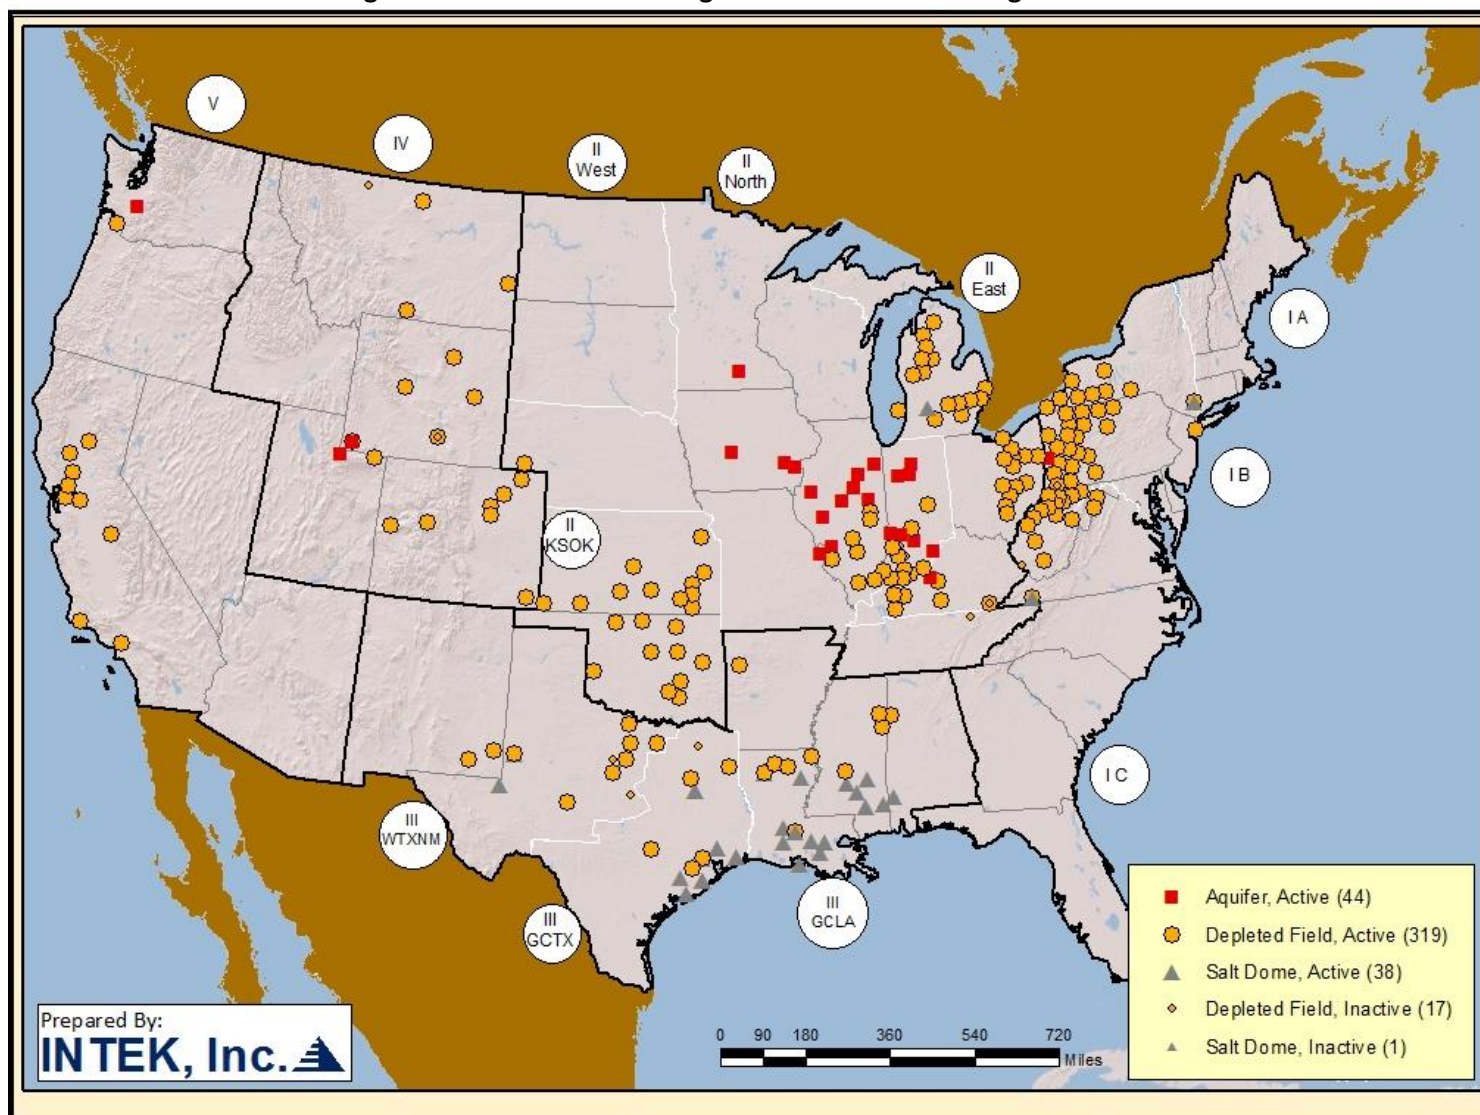 V
IV
II
West
II
North
II
East
I A
I B
II
KSOK
I C
III
WTXNM
III
GCTX
III
GCLA
Aquifer, Active (44)
Depleted Field, Active (319)
Salt Dome, Active (38)
Depleted Field, Inactive (17)
Salt Dome, Inactive (1)
Prepared By:
INTEK, Inc.
0 90 180 360 540 720
Miles